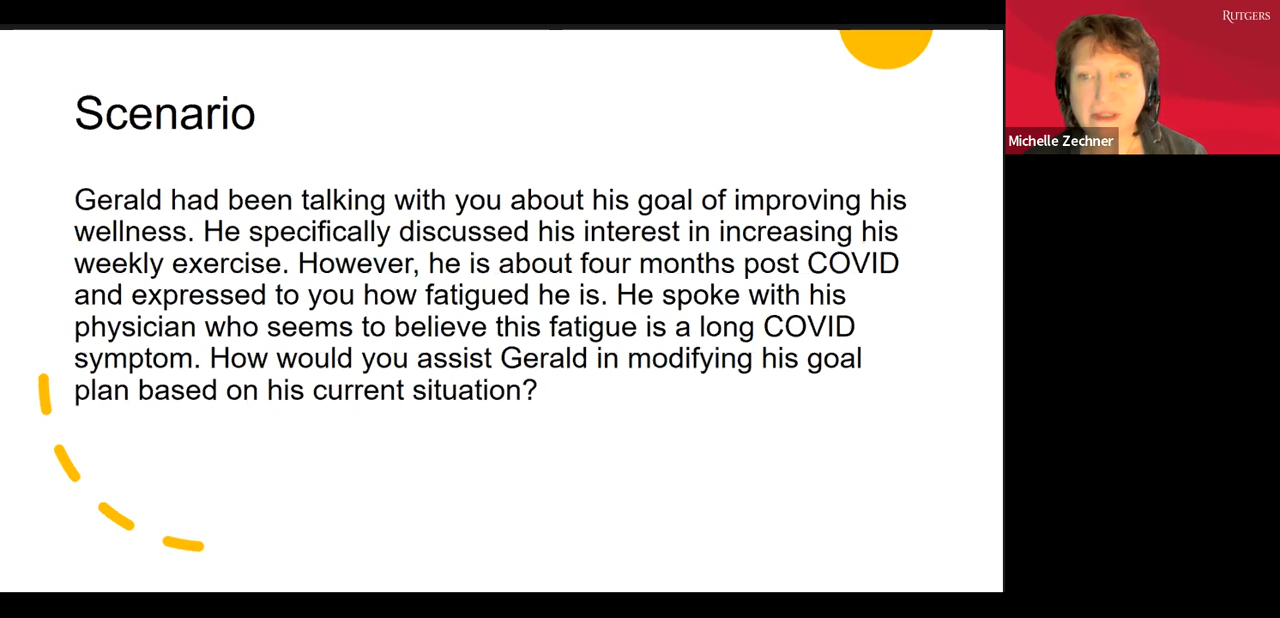 Scenario
Gerald had been talking with you about his goal of improving his
wellness. He specifically discussed his interest in increasing his
weekly exercise. However, he is about four months post COVID
and expressed to you how fatigued he is. He spoke with his
physician who seems to believe this fatigue is a long COVID
symptom. How would you assist Gerald in modifying his goal
plan based on his current situation?
RUTGERS
Michelle Zechner